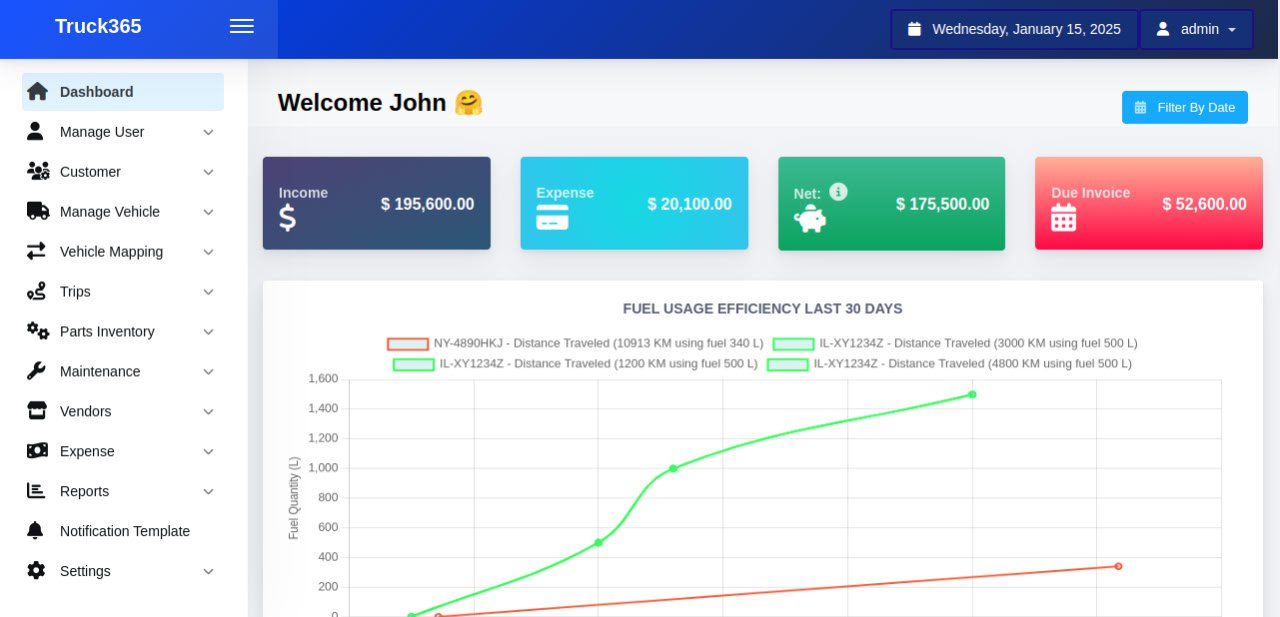 Truck365
Wednesday, January 15, 2025
admin
Dashboard
Manage User
Customer
Manage Vehicle
Vehicle Mapping
Trips
Parts Inventory
Maintenance
Vendors
Expense
Reports
Notification Template
Settings
Welcome John 🤗
Filter By Date
Income
$ 195,600.00
Expense
$ 20,100.00
Net:
$ 175,500.00
Due Invoice
$ 52,600.00
FUEL USAGE EFFICIENCY LAST 30 DAYS
NY-4890HKJ - Distance Traveled (10913 KM using fuel 340 L)
IL-XY1234Z - Distance Traveled (3000 KM using fuel 500 L)
IL-XY1234Z - Distance Traveled (1200 KM using fuel 500 L)
IL-XY1234Z - Distance Traveled (4800 KM using fuel 500 L)
Fuel Quantity (L)
1,600
1,400
1,200
1,000
800
600
400
200
0